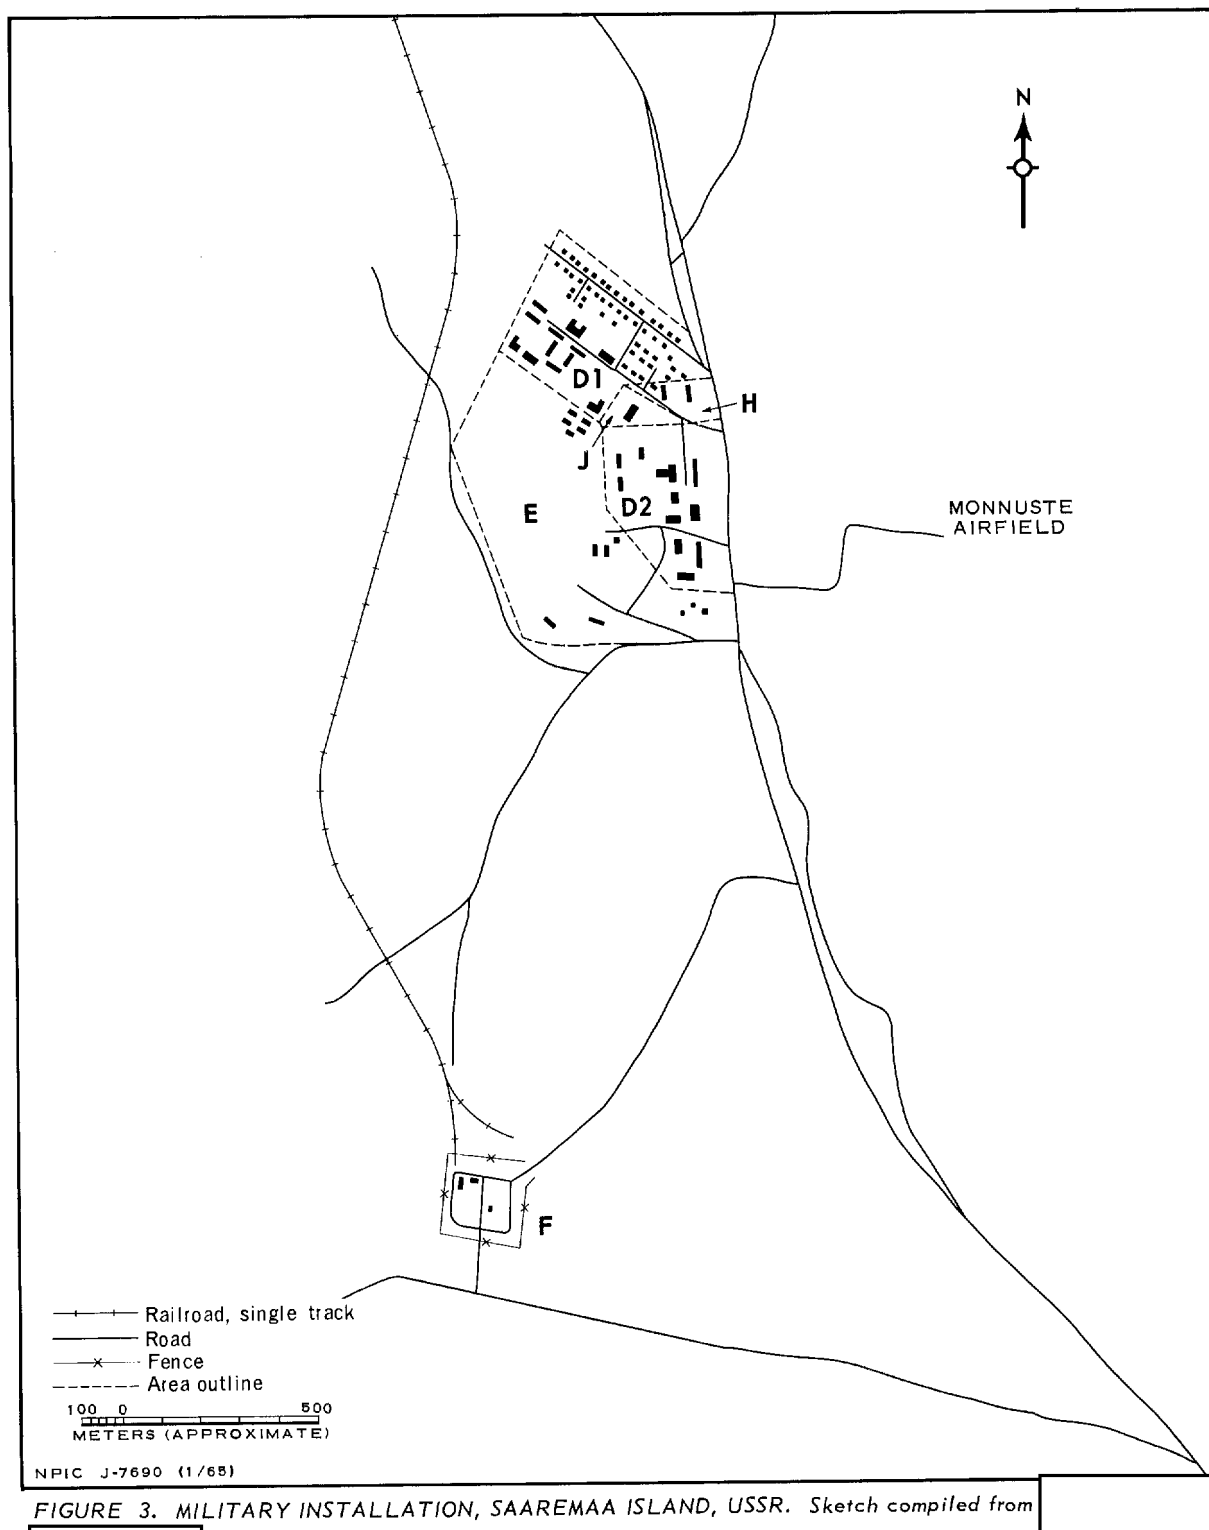 N
D1
H
J
E
D2
MONNUSTE
AIRFIELD
F
Railroad, single track
Road
Fence
Area outline
100 0 500
METERS (APPROXIMATE)
NPIC J-7690 (1/65)
FIGURE 3. MILITARY INSTALLATION, SAAREMAA ISLAND, USSR. Sketch compiled from